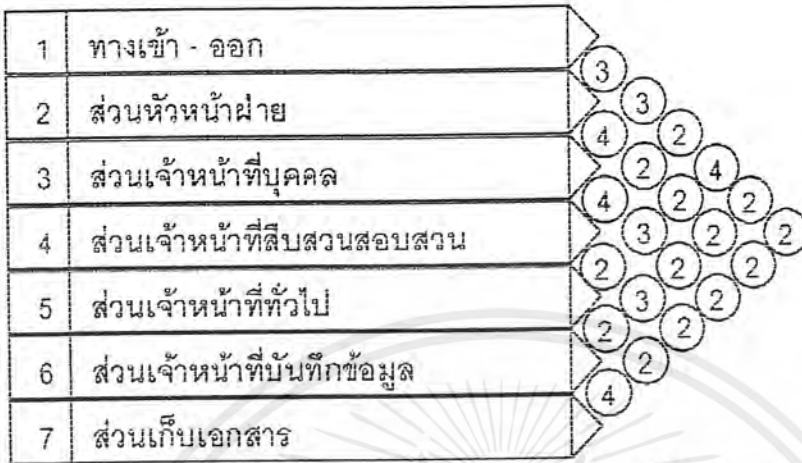 1 ทางเข้า - ออก
3
2 ส่วนหัวหน้าฝ่าย
3
4 2
3 ส่วนเจ้าหน้าที่บุคคล
2 4
4 2 2
4 ส่วนเจ้าหน้าที่สืบสวนสอบสวน
3 2 2
2 2 2
5 ส่วนเจ้าหน้าที่ทั่วไป
3 2
2 2
6 ส่วนเจ้าหน้าที่บันทึกข้อมูล
2
4
7 ส่วนเก็บเอกสาร